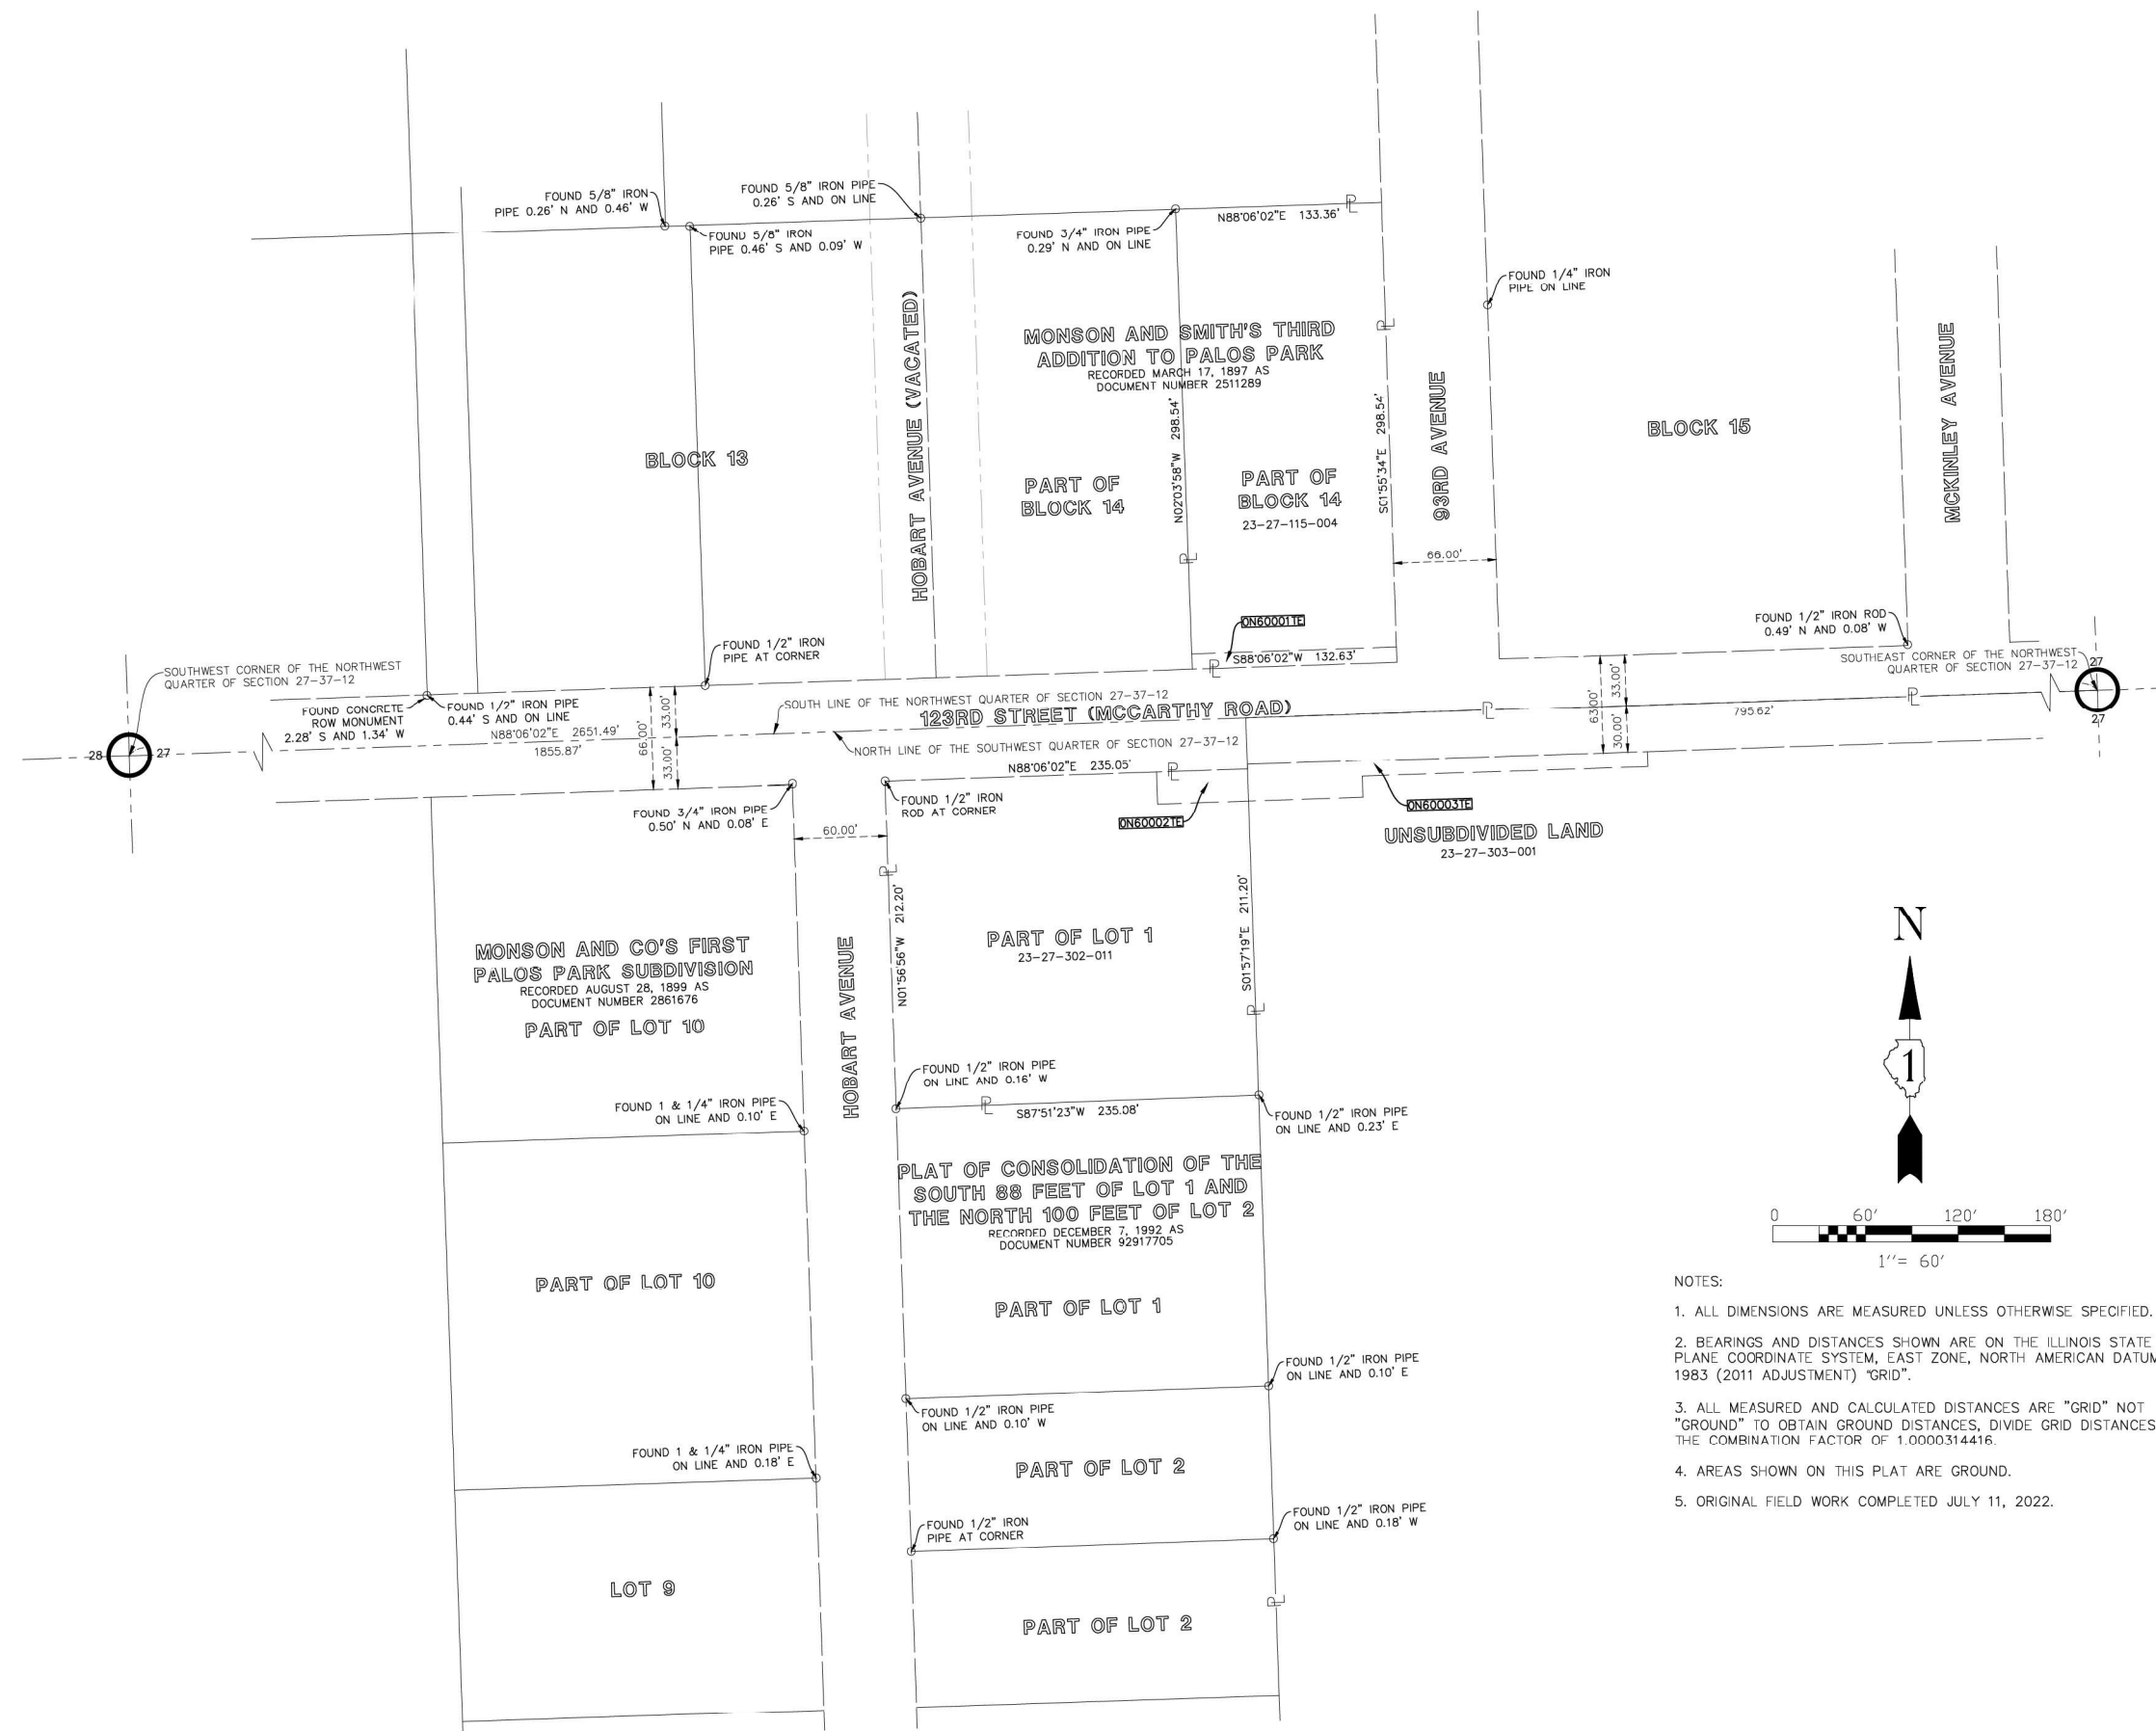 FOUND 5/8" IRON
PIPE 0.26' N AND 0.46' W
FOUND 5/8" IRON PIPE
0.26' S AND ON LINE
FOUND 5/8" IRON
PIPE 0.46' S AND 0.09' W
FOUND 3/4" IRON PIPE
0.29' N AND ON LINE
N88°06'02"E 133.36'
PL
FOUND 1/4" IRON
PIPE ON LINE
HOBART AVENUE (VACATED)
MONSON AND SMITH'S THIRD
ADDITION TO PALOS PARK
RECORDED MARCH 17, 1897 AS
DOCUMENT NUMBER 2511289
PL
BLOCK 13
PART OF
BLOCK 14
N02°03'58"W 298.54'
PL
PART OF
BLOCK 14
23-27-115-004
S01°55'34"E 298.54'
93RD AVENUE
66.00'
BLOCK 15
MCKINLEY AVENUE
FOUND 1/2" IRON ROD
0.49' N AND 0.08' W
SOUTHEAST CORNER OF THE NORTHWEST
QUARTER OF SECTION 27-37-12
27
27
0N60001TE
S88°06'02"W 132.63'
PL
FOUND 1/2" IRON
PIPE AT CORNER
SOUTHWEST CORNER OF THE NORTHWEST
QUARTER OF SECTION 27-37-12
28
27
FOUND CONCRETE
ROW MONUMENT
2.28' S AND 1.34' W
FOUND 1/2" IRON PIPE
0.44' S AND ON LINE
N88°06'02"E 2651.49'
1855.87'
66.00'
33.00'
33.00'
SOUTH LINE OF THE NORTHWEST QUARTER OF SECTION 27-37-12
123RD STREET (MCCARTHY ROAD)
NORTH LINE OF THE SOUTHWEST QUARTER OF SECTION 27-37-12
PL
63.00'
33.00'
30.00'
795.62'
PL
N88°06'02"E 235.05'
PL
FOUND 3/4" IRON PIPE
0.50' N AND 0.08' E
FOUND 1/2" IRON
ROD AT CORNER
0N60002TE
0N60003TE
UNSUBDIVIDED LAND
23-27-303-001
60.00'
PL
N01°56'56"W 212.20'
PART OF LOT 1
23-27-302-011
S01°57'19"E 211.20'
PL
MONSON AND CO'S FIRST
PALOS PARK SUBDIVISION
RECORDED AUGUST 28, 1899 AS
DOCUMENT NUMBER 2861676
PART OF LOT 10
HOBART AVENUE
FOUND 1/2" IRON PIPE
ON LINE AND 0.16' W
PL
S87°51'23"W 235.08'
FOUND 1/2" IRON PIPE
ON LINE AND 0.23' E
FOUND 1 & 1/4" IRON PIPE
ON LINE AND 0.10' E
PLAT OF CONSOLIDATION OF THE
SOUTH 88 FEET OF LOT 1 AND
THE NORTH 100 FEET OF LOT 2
RECORDED DECEMBER 7, 1992 AS
DOCUMENT NUMBER 92917705
PART OF LOT 10
PART OF LOT 1
FOUND 1/2" IRON PIPE
ON LINE AND 0.10' E
FOUND 1/2" IRON PIPE
ON LINE AND 0.10' W
FOUND 1 & 1/4" IRON PIPE
ON LINE AND 0.18' E
PART OF LOT 2
FOUND 1/2" IRON PIPE
ON LINE AND 0.18' W
FOUND 1/2" IRON
PIPE AT CORNER
LOT 9
PL
PART OF LOT 2
N
1
0 60' 120' 180'
1''= 60'
NOTES:
1. ALL DIMENSIONS ARE MEASURED UNLESS OTHERWISE SPECIFIED.
2. BEARINGS AND DISTANCES SHOWN ARE ON THE ILLINOIS STATE
PLANE COORDINATE SYSTEM, EAST ZONE, NORTH AMERICAN DATUM
1983 (2011 ADJUSTMENT) "GRID".
3. ALL MEASURED AND CALCULATED DISTANCES ARE "GRID" NOT
"GROUND" TO OBTAIN GROUND DISTANCES, DIVIDE GRID DISTANCES
THE COMBINATION FACTOR OF 1.0000314416.
4. AREAS SHOWN ON THIS PLAT ARE GROUND.
5. ORIGINAL FIELD WORK COMPLETED JULY 11, 2022.